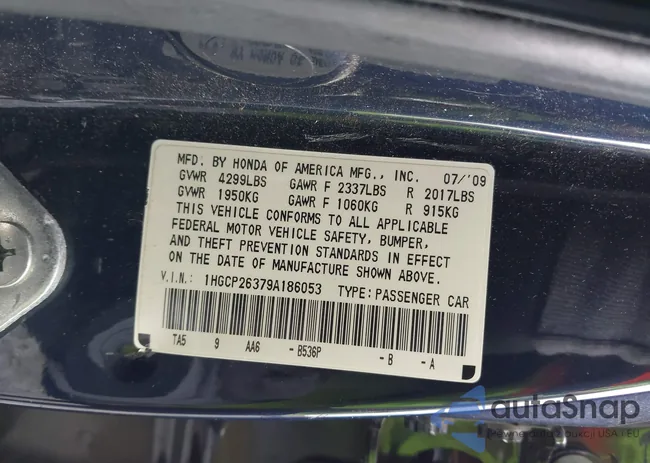 MFD. BY HONDA OF AMERICA MFG., INC. 07/'09
GVWR 4299LBS GAWR F 2337LBS R 2017LBS
GVWR 1950KG GAWR F 1060KG R 915KG
THIS VEHICLE CONFORMS TO ALL APPLICABLE
FEDERAL MOTOR VEHICLE SAFETY, BUMPER,
AND THEFT PREVENTION STANDARDS IN EFFECT
ON THE DATE OF MANUFACTURE SHOWN ABOVE.
V.I.N.: 1HGCP26379A186053 TYPE: PASSENGER CAR
TA5 9 AA6 -B536P -B -A
autaSnap